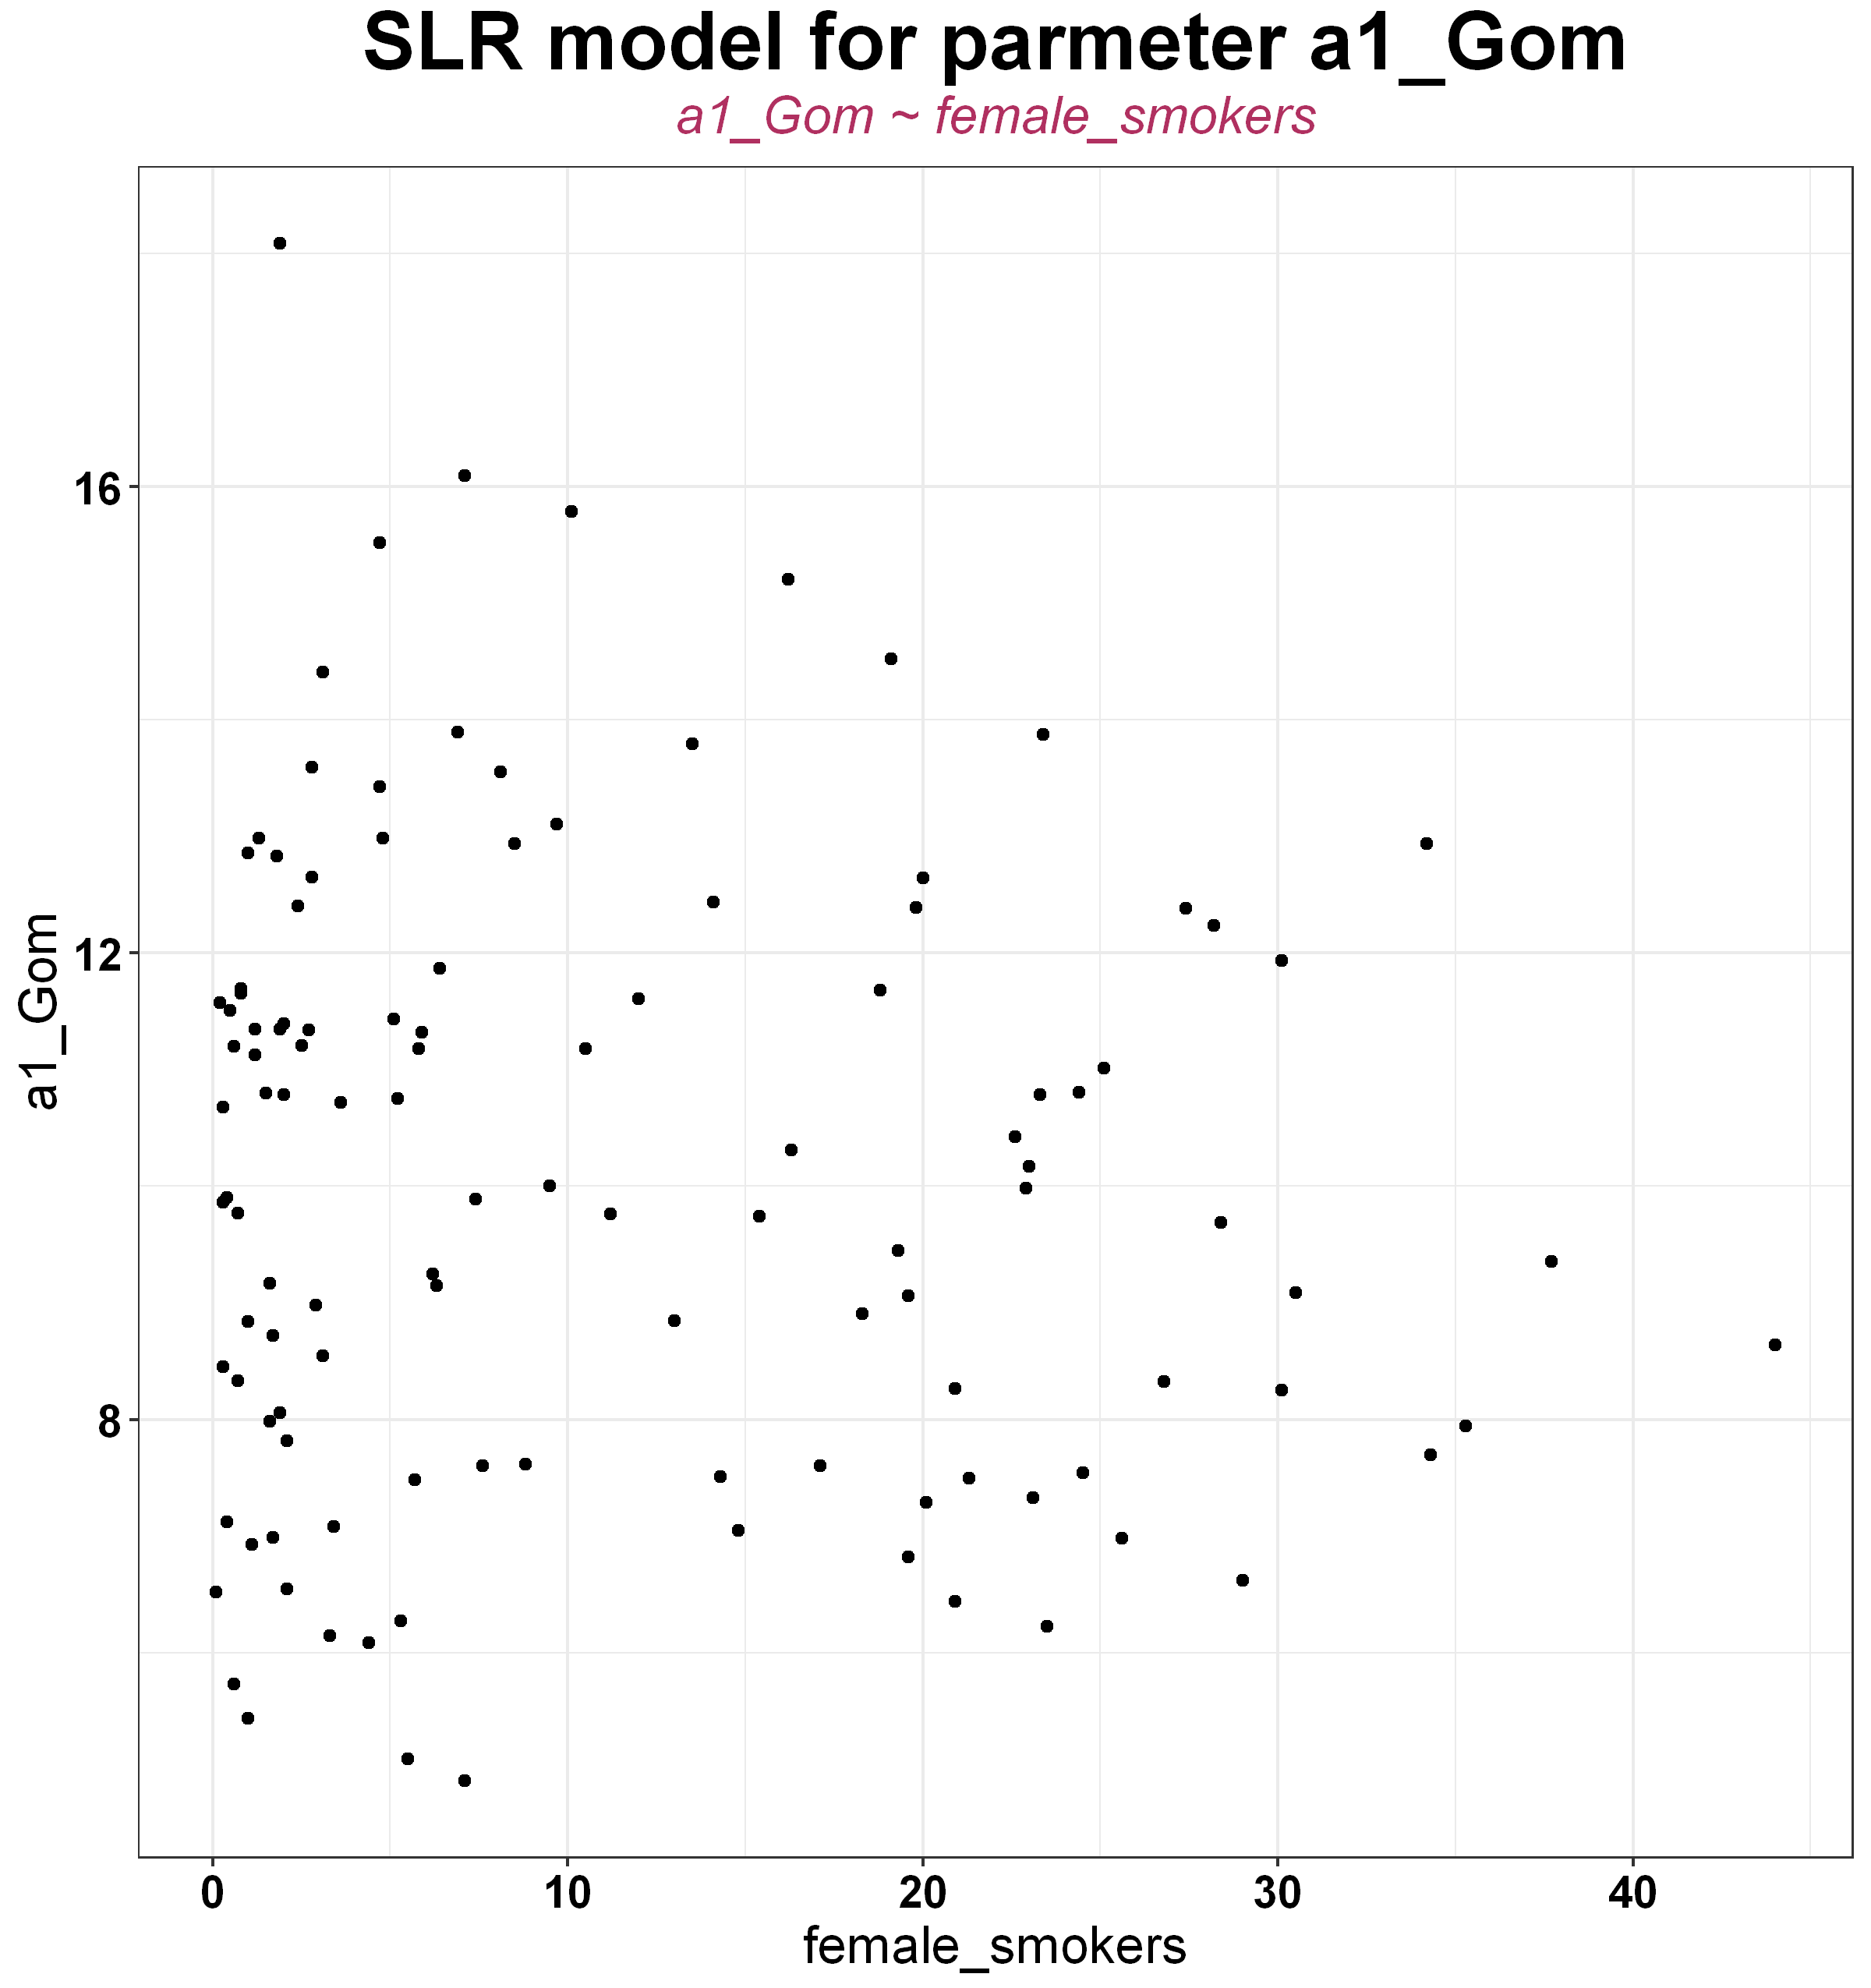 SLR model for parmeter a1_Gom
a1_Gom ~ female_smokers
16
12
8
a1_Gom
0 10 20 30 40
female_smokers